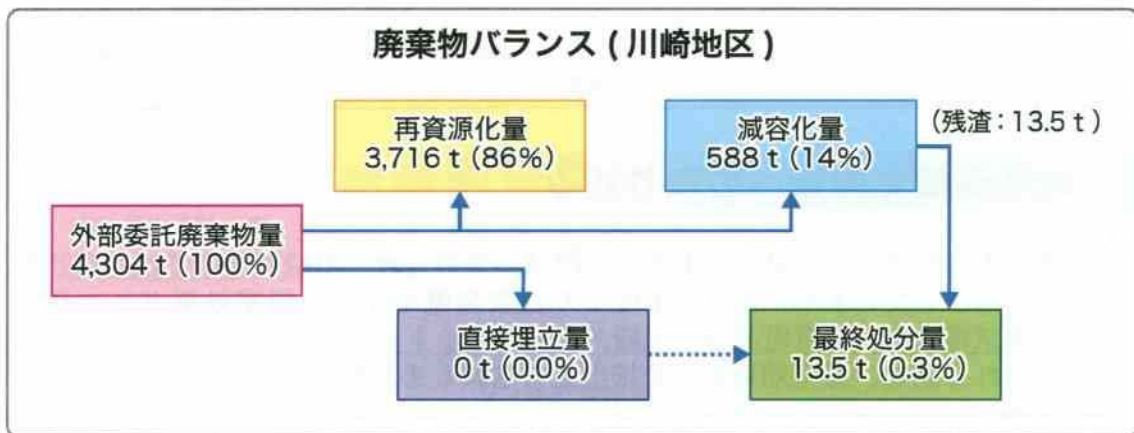 廃棄物バランス ( 川崎地区 )
再資源化量
3,716 t (86%)
減容化量
588 t (14%)
(残渣：13.5 t )
外部委託廃棄物量
4,304 t (100%)
直接埋立量
0 t (0.0%)
最終処分量
13.5 t (0.3%)